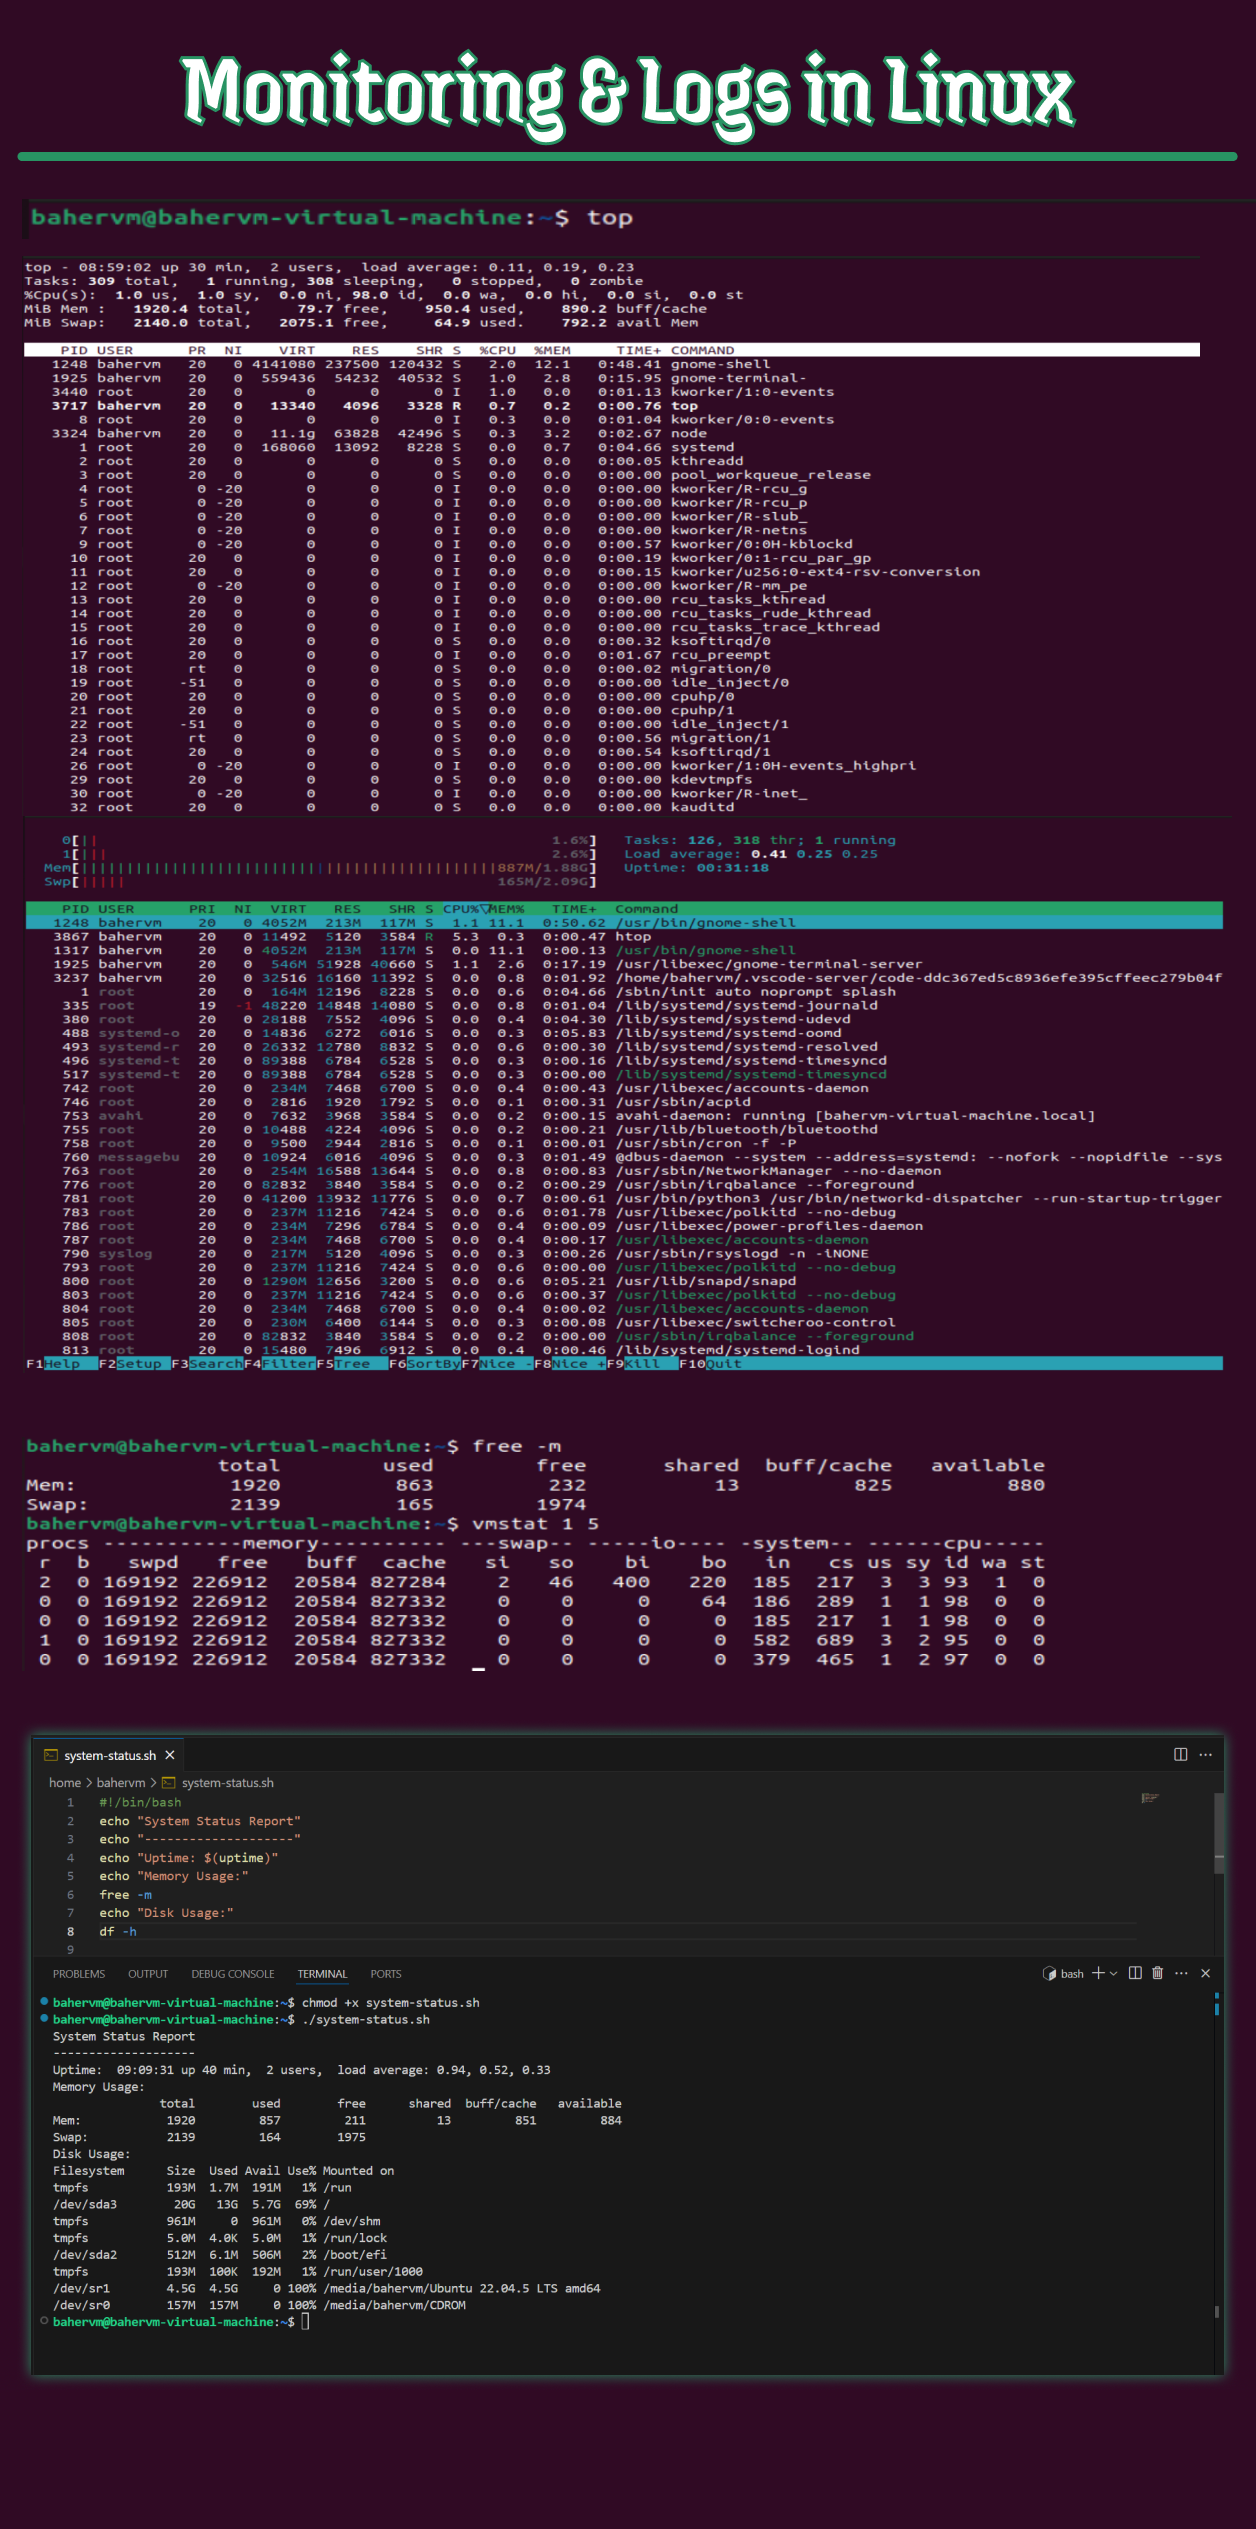 Monitoring & Logs in Linux
bahervm@bahervm-virtual-machine:~$ top
top - 08:59:02 up 30 min,  2 users,  load average: 0.11, 0.19, 0.23
Tasks: 309 total,   1 running, 308 sleeping,   0 stopped,   0 zombie
%Cpu(s):  1.0 us,  1.0 sy,  0.0 ni, 98.0 id,  0.0 wa,  0.0 hi,  0.0 si,  0.0 st
MiB Mem :   1920.4 total,     79.7 free,    950.4 used,    890.2 buff/cache
MiB Swap:   2140.0 total,   2075.1 free,     64.9 used.    792.2 avail Mem
PID USER PR NI VIRT RES SHR S %CPU %MEM TIME+ COMMAND
1248 bahervm 20 0 4141080 237500 120432 S 2.0 12.1 0:48.41 gnome-shell
1925 bahervm 20 0 559436 54232 40532 S 1.0 2.8 0:15.95 gnome-terminal-
3440 root 20 0 0 0 0 I 1.0 0.0 0:01.13 kworker/1:0-events
3717 bahervm 20 0 13340 4096 3328 R 0.7 0.2 0:00.76 top
8 root 20 0 0 0 0 I 0.3 0.0 0:01.04 kworker/0:0-events
3324 bahervm 20 0 11.1g 63828 42496 S 0.3 3.2 0:02.67 node
1 root 20 0 168060 13092 8228 S 0.0 0.7 0:04.66 systemd
2 root 20 0 0 0 0 S 0.0 0.0 0:00.05 kthreadd
3 root 20 0 0 0 0 S 0.0 0.0 0:00.00 pool_workqueue_release
4 root 0 -20 0 0 0 I 0.0 0.0 0:00.00 kworker/R-rcu_g
5 root 0 -20 0 0 0 I 0.0 0.0 0:00.00 kworker/R-rcu_p
6 root 0 -20 0 0 0 I 0.0 0.0 0:00.00 kworker/R-slub_
7 root 0 -20 0 0 0 I 0.0 0.0 0:00.00 kworker/R-netns
9 root 0 -20 0 0 0 I 0.0 0.0 0:00.57 kworker/0:0H-kblockd
10 root 20 0 0 0 0 I 0.0 0.0 0:00.19 kworker/0:1-rcu_par_gp
11 root 20 0 0 0 0 I 0.0 0.0 0:00.15 kworker/u256:0-ext4-rsv-conversion
12 root 0 -20 0 0 0 I 0.0 0.0 0:00.00 kworker/R-mm_pe
13 root 20 0 0 0 0 I 0.0 0.0 0:00.00 rcu_tasks_kthread
14 root 20 0 0 0 0 I 0.0 0.0 0:00.00 rcu_tasks_rude_kthread
15 root 20 0 0 0 0 I 0.0 0.0 0:00.00 rcu_tasks_trace_kthread
16 root 20 0 0 0 0 S 0.0 0.0 0:00.32 ksoftirqd/0
17 root 20 0 0 0 0 I 0.0 0.0 0:01.67 rcu_preempt
18 root rt 0 0 0 0 S 0.0 0.0 0:00.02 migration/0
19 root -51 0 0 0 0 S 0.0 0.0 0:00.00 idle_inject/0
20 root 20 0 0 0 0 S 0.0 0.0 0:00.00 cpuhp/0
21 root 20 0 0 0 0 S 0.0 0.0 0:00.00 cpuhp/1
22 root -51 0 0 0 0 S 0.0 0.0 0:00.00 idle_inject/1
23 root rt 0 0 0 0 S 0.0 0.0 0:00.56 migration/1
24 root 20 0 0 0 0 S 0.0 0.0 0:00.54 ksoftirqd/1
26 root 0 -20 0 0 0 I 0.0 0.0 0:00.00 kworker/1:0H-events_highpri
29 root 20 0 0 0 0 S 0.0 0.0 0:00.00 kdevtmpfs
30 root 0 -20 0 0 0 I 0.0 0.0 0:00.00 kworker/R-inet_
32 root 20 0 0 0 0 S 0.0 0.0 0:00.00 kauditd
0[|| 1.6%] Tasks: 126, 318 thr; 1 running
1[||| 2.6%] Load average: 0.41 0.25 0.25
Mem[||||||||||||||||||||||||||||||||||||||||||||||887M/1.88G] Uptime: 00:31:18
Swp[||||| 165M/2.09G]
PID USER PRI NI VIRT RES SHR S CPU%▽MEM% TIME+ Command
1248 bahervm 20 0 4052M 213M 117M S 1.1 11.1 0:50.62 /usr/bin/gnome-shell
3867 bahervm 20 0 11492 5120 3584 R 5.3 0.3 0:00.47 htop
1317 bahervm 20 0 4052M 213M 117M S 0.0 11.1 0:00.13 /usr/bin/gnome-shell
1925 bahervm 20 0 546M 51928 40660 S 1.1 2.6 0:17.19 /usr/libexec/gnome-terminal-server
3237 bahervm 20 0 32516 16160 11392 S 0.0 0.8 0:01.92 /home/bahervm/.vscode-server/code-ddc367ed5c8936efe395cffeec279b04f
1 root 20 0 164M 12196 8228 S 0.0 0.6 0:04.66 /sbin/init auto noprompt splash
335 root 19 -1 48220 14848 14080 S 0.0 0.8 0:01.04 /lib/systemd/systemd-journald
380 root 20 0 28188 7552 4096 S 0.0 0.4 0:04.30 /lib/systemd/systemd-udevd
488 systemd-o 20 0 14836 6272 6016 S 0.0 0.3 0:05.83 /lib/systemd/systemd-oomd
493 systemd-r 20 0 26332 12780 8832 S 0.0 0.6 0:00.30 /lib/systemd/systemd-resolved
496 systemd-t 20 0 89388 6784 6528 S 0.0 0.3 0:00.16 /lib/systemd/systemd-timesyncd
517 systemd-t 20 0 89388 6784 6528 S 0.0 0.3 0:00.00 /lib/systemd/systemd-timesyncd
742 root 20 0 234M 7468 6700 S 0.0 0.4 0:00.43 /usr/libexec/accounts-daemon
746 root 20 0 2816 1920 1792 S 0.0 0.1 0:00.31 /usr/sbin/acpid
753 avahi 20 0 7632 3968 3584 S 0.0 0.2 0:00.15 avahi-daemon: running [bahervm-virtual-machine.local]
755 root 20 0 10488 4224 4096 S 0.0 0.2 0:00.21 /usr/lib/bluetooth/bluetoothd
758 root 20 0 9500 2944 2816 S 0.0 0.1 0:00.01 /usr/sbin/cron -f -P
760 messagebu 20 0 10924 6016 4096 S 0.0 0.3 0:01.49 @dbus-daemon --system --address=systemd: --nofork --nopidfile --sys
763 root 20 0 254M 16588 13644 S 0.0 0.8 0:00.83 /usr/sbin/NetworkManager --no-daemon
776 root 20 0 82832 3840 3584 S 0.0 0.2 0:00.29 /usr/sbin/irqbalance --foreground
781 root 20 0 41200 13932 11776 S 0.0 0.7 0:00.61 /usr/bin/python3 /usr/bin/networkd-dispatcher --run-startup-trigger
783 root 20 0 237M 11216 7424 S 0.0 0.6 0:01.78 /usr/libexec/polkitd --no-debug
786 root 20 0 234M 7296 6784 S 0.0 0.4 0:00.09 /usr/libexec/power-profiles-daemon
787 root 20 0 234M 7468 6700 S 0.0 0.4 0:00.17 /usr/libexec/accounts-daemon
790 syslog 20 0 217M 5120 4096 S 0.0 0.3 0:00.26 /usr/sbin/rsyslogd -n -iNONE
793 root 20 0 237M 11216 7424 S 0.0 0.6 0:00.00 /usr/libexec/polkitd --no-debug
800 root 20 0 1290M 12656 3200 S 0.0 0.6 0:05.21 /usr/lib/snapd/snapd
803 root 20 0 237M 11216 7424 S 0.0 0.6 0:00.37 /usr/libexec/polkitd --no-debug
804 root 20 0 234M 7468 6700 S 0.0 0.4 0:00.02 /usr/libexec/accounts-daemon
805 root 20 0 230M 6400 6144 S 0.0 0.3 0:00.08 /usr/libexec/switcheroo-control
808 root 20 0 82832 3840 3584 S 0.0 0.2 0:00.00 /usr/sbin/irqbalance --foreground
813 root 20 0 15480 7496 6912 S 0.0 0.4 0:00.46 /lib/systemd/systemd-logind
F1Help F2Setup F3SearchF4FilterF5Tree F6SortByF7Nice -F8Nice +F9Kill F10Quit
bahervm@bahervm-virtual-machine:~$ free -m
total used free shared buff/cache available
Mem: 1920 863 232 13 825 880
Swap: 2139 165 1974
bahervm@bahervm-virtual-machine:~$ vmstat 1 5
procs -----------memory---------- ---swap-- -----io---- -system-- ------cpu-----
r b swpd free buff cache si so bi bo in cs us sy id wa st
2 0 169192 226912 20584 827284 2 46 400 220 185 217 3 3 93 1 0
0 0 169192 226912 20584 827332 0 0 0 64 186 289 1 1 98 0 0
0 0 169192 226912 20584 827332 0 0 0 0 185 217 1 1 98 0 0
1 0 169192 226912 20584 827332 0 0 0 0 582 689 3 2 95 0 0
0 0 169192 226912 20584 827332 0 0 0 0 379 465 1 2 97 0 0
system-status.sh
home > bahervm > system-status.sh
1 #!/bin/bash
2 echo "System Status Report"
3 echo "--------------------"
4 echo "Uptime: $(uptime)"
5 echo "Memory Usage:"
6 free -m
7 echo "Disk Usage:"
8 df -h
9
PROBLEMS OUTPUT DEBUG CONSOLE TERMINAL PORTS bash
bahervm@bahervm-virtual-machine:~$ chmod +x system-status.sh
bahervm@bahervm-virtual-machine:~$ ./system-status.sh
System Status Report
--------------------
Uptime:  09:09:31 up 40 min,  2 users,  load average: 0.94, 0.52, 0.33
Memory Usage:
total used free shared buff/cache available
Mem: 1920 857 211 13 851 884
Swap: 2139 164 1975
Disk Usage:
Filesystem Size Used Avail Use% Mounted on
tmpfs 193M 1.7M 191M 1% /run
/dev/sda3 20G 13G 5.7G 69% /
tmpfs 961M 0 961M 0% /dev/shm
tmpfs 5.0M 4.0K 5.0M 1% /run/lock
/dev/sda2 512M 6.1M 506M 2% /boot/efi
tmpfs 193M 100K 192M 1% /run/user/1000
/dev/sr1 4.5G 4.5G 0 100% /media/bahervm/Ubuntu 22.04.5 LTS amd64
/dev/sr0 157M 157M 0 100% /media/bahervm/CDROM
bahervm@bahervm-virtual-machine:~$